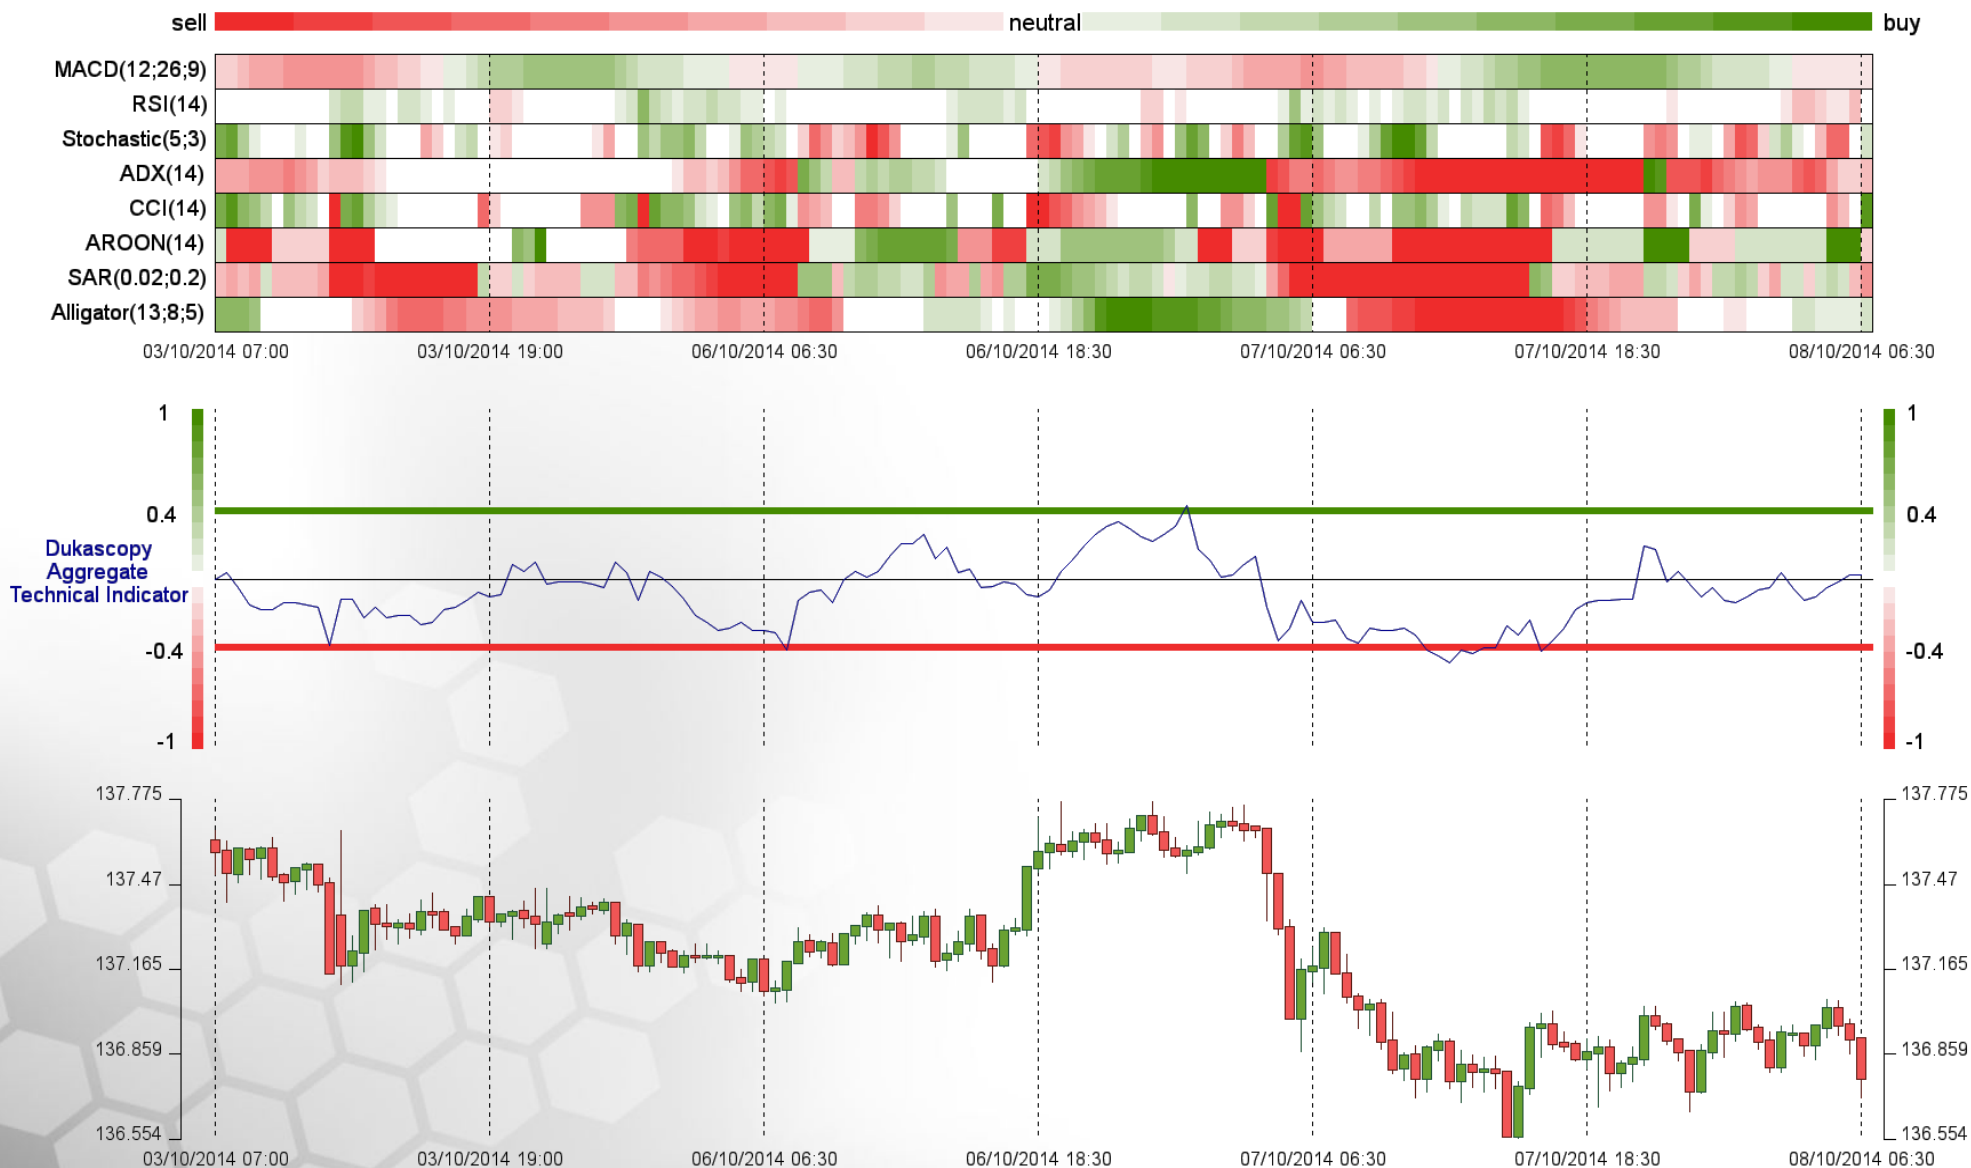 sell neutral buy
MACD(12;26;9)
RSI(14)
Stochastic(5;3)
ADX(14)
CCI(14)
AROON(14)
SAR(0.02;0.2)
Alligator(13;8;5)
03/10/2014 07:00 03/10/2014 19:00 06/10/2014 06:30 06/10/2014 18:30 07/10/2014 06:30 07/10/2014 18:30 08/10/2014 06:30
1 1
0.4 0.4
Dukascopy
Aggregate
Technical Indicator
-0.4 -0.4
-1 -1
137.775 137.775
137.47 137.47
137.165 137.165
136.859 136.859
136.554 136.554
03/10/2014 07:00 03/10/2014 19:00 06/10/2014 06:30 06/10/2014 18:30 07/10/2014 06:30 07/10/2014 18:30 08/10/2014 06:30